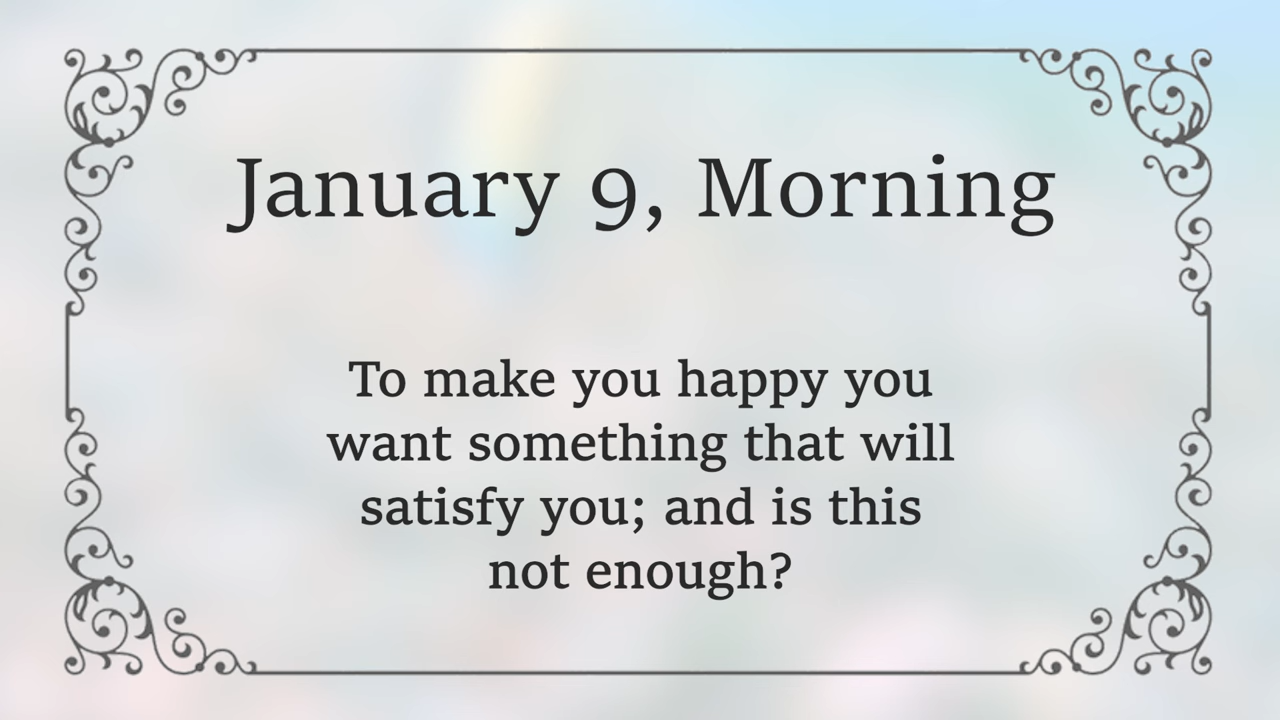 January 9, Morning
To make you happy you
want something that will
satisfy you; and is this
not enough?